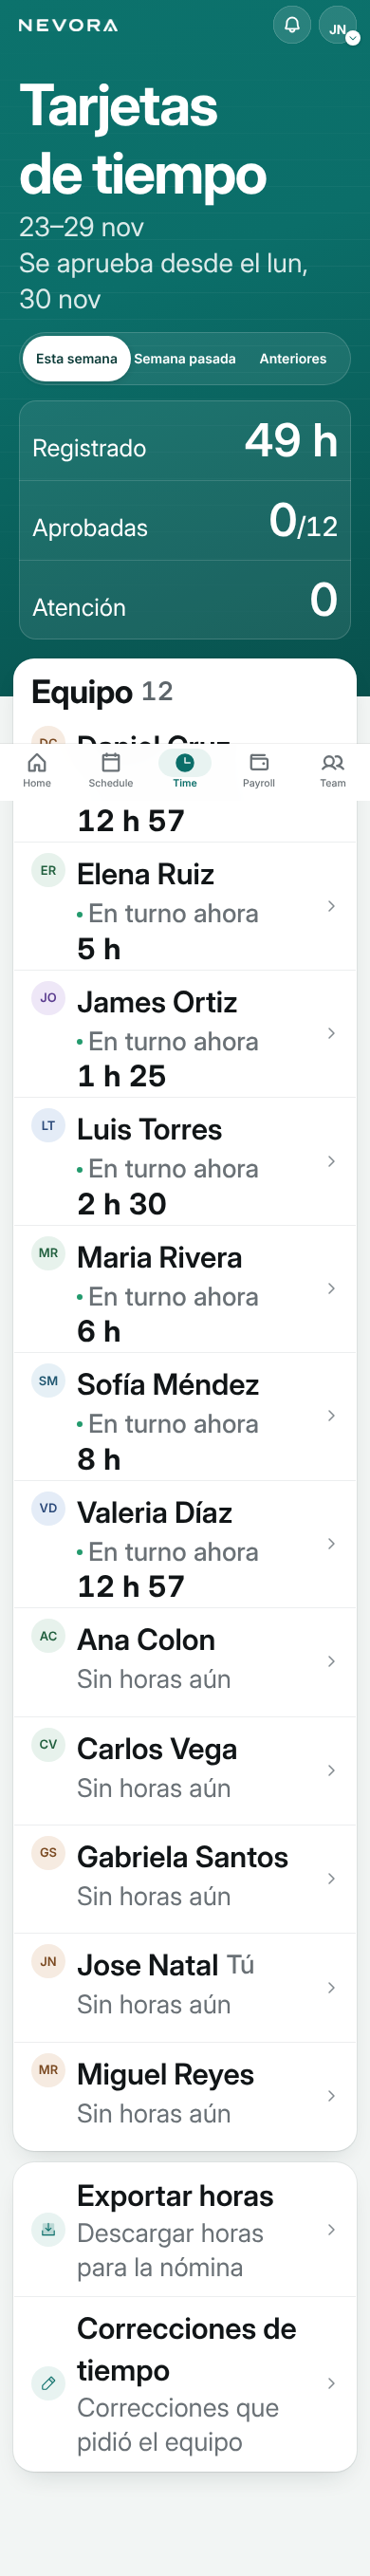 NEVORA
JN
Tarjetas
de tiempo
23–29 nov
Se aprueba desde el lun,
30 nov
Esta semana
Semana pasada
Anteriores
Registrado
49 h
Aprobadas
0/12
Atención
0
Equipo 12
DC
Daniel Cruz
Home
Schedule
Time
Payroll
Team
12 h 57
ER
Elena Ruiz
En turno ahora
5 h
JO
James Ortiz
En turno ahora
1 h 25
LT
Luis Torres
En turno ahora
2 h 30
MR
Maria Rivera
En turno ahora
6 h
SM
Sofía Méndez
En turno ahora
8 h
VD
Valeria Díaz
En turno ahora
12 h 57
AC
Ana Colon
Sin horas aún
CV
Carlos Vega
Sin horas aún
GS
Gabriela Santos
Sin horas aún
JN
Jose Natal Tú
Sin horas aún
MR
Miguel Reyes
Sin horas aún
Exportar horas
Descargar horas
para la nómina
Correcciones de
tiempo
Correcciones que
pidió el equipo